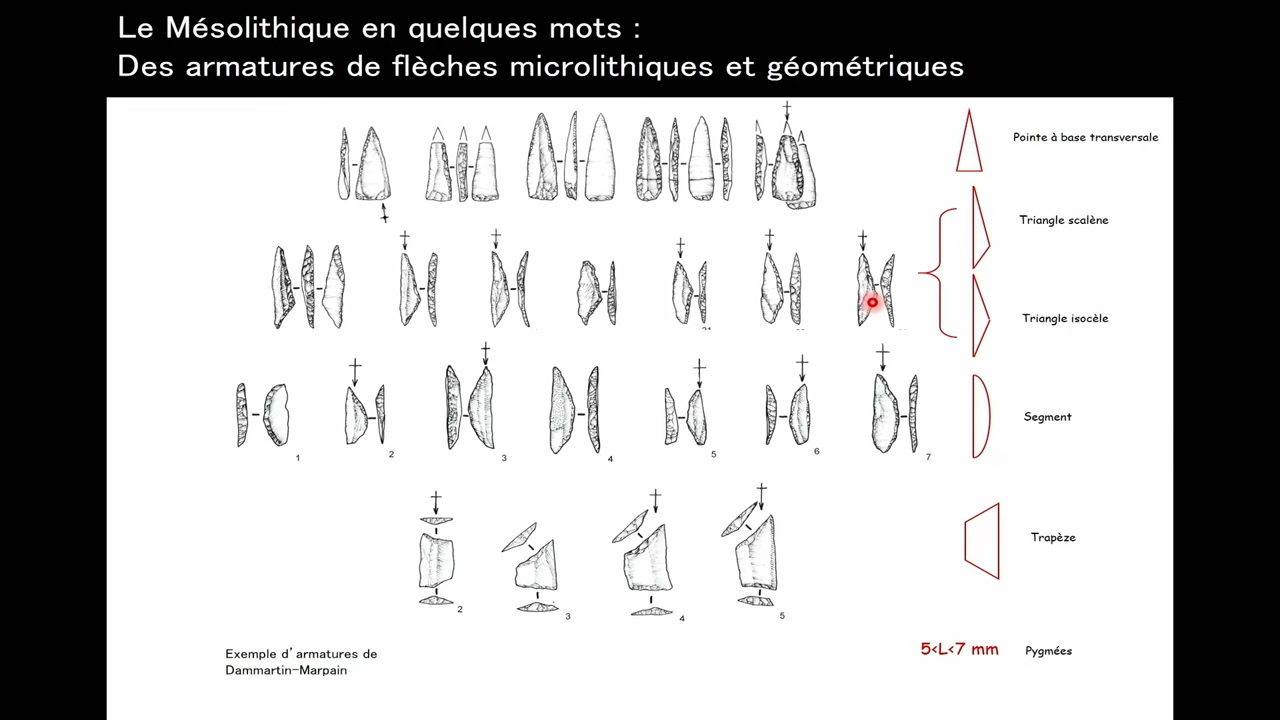 Le Mésolithique en quelques mots :
Des armatures de flèches microlithiques et géométriques
Pointe à base transversale
Triangle scalène
Triangle isocèle
Segment
1
2
3
4
5
6
7
Trapèze
2
3
4
5
Exemple d’armatures de
Dammartin-Marpain
5<L<7 mm
Pygmées